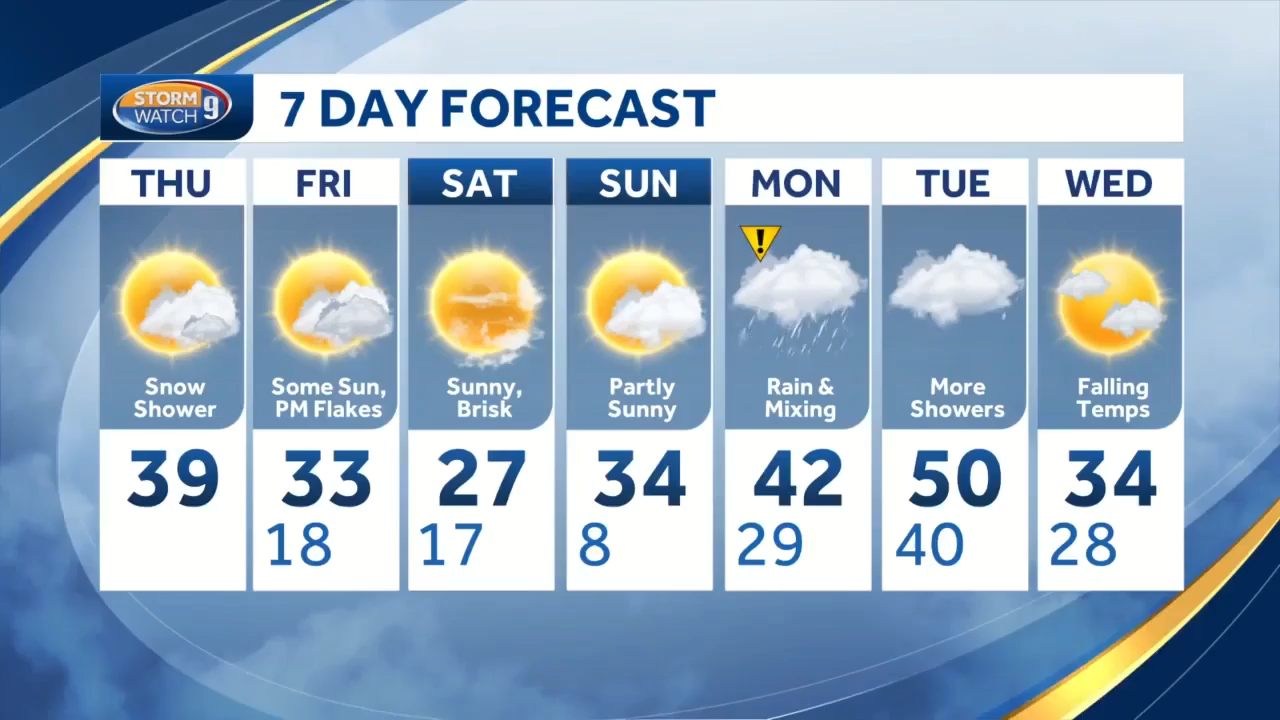 STORM
WATCH 9
7 DAY FORECAST
THU
FRI
SAT
SUN
MON
TUE
WED
!
Snow
Shower
Some Sun,
PM Flakes
Sunny,
Brisk
Partly
Sunny
Rain &
Mixing
More
Showers
Falling
Temps
39
33
27
34
42
50
34
18
17
8
29
40
28